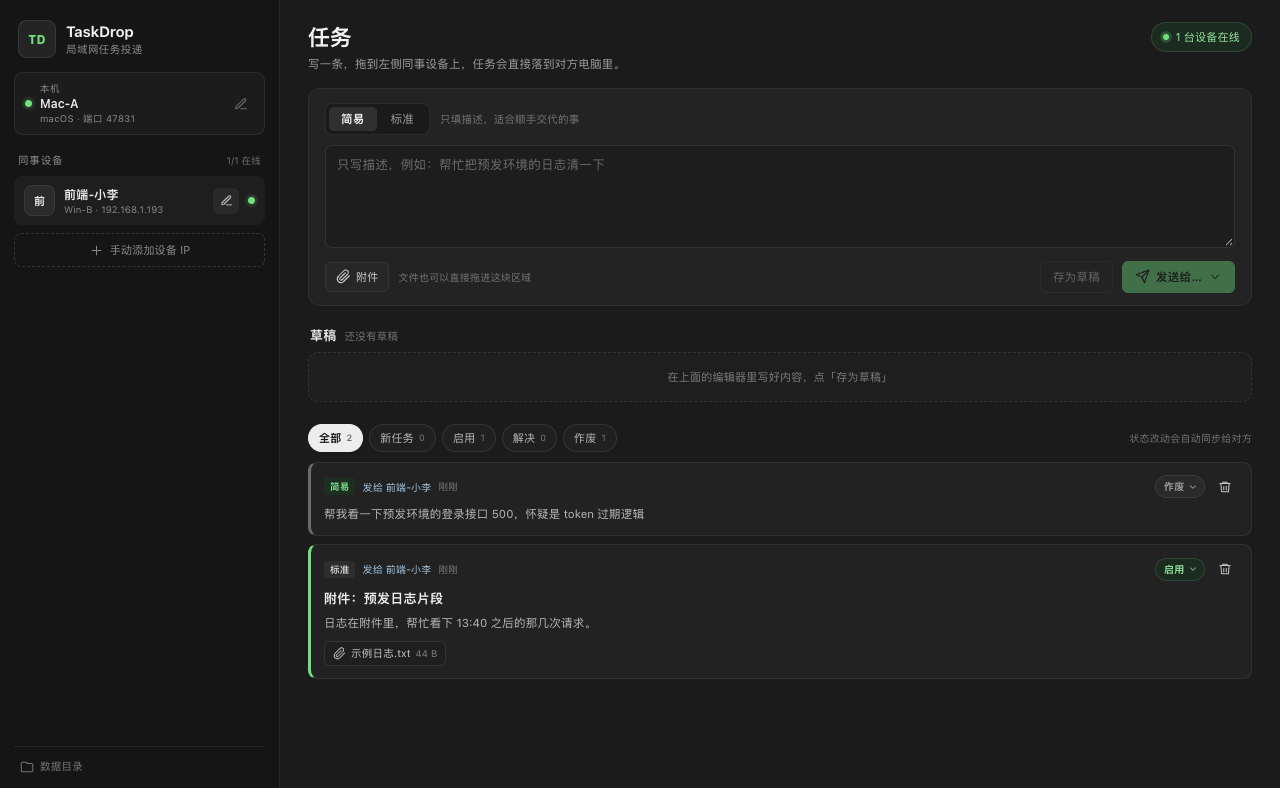 TD
TaskDrop
局域网任务投递
本机
Mac-A
macOS · 端口 47831
同事设备
1/1 在线
前
前端-小李
Win-B · 192.168.1.193
手动添加设备 IP
数据目录
任务
1 台设备在线
写一条，拖到左侧同事设备上，任务会直接落到对方电脑里。
简易
标准
只填描述，适合顺手交代的事
只写描述，例如：帮忙把预发环境的日志清一下
附件
文件也可以直接拖进这块区域
存为草稿
发送给...
草稿 还没有草稿
在上面的编辑器里写好内容，点「存为草稿」
全部 2
新任务 0
启用 1
解决 0
作废 1
状态改动会自动同步给对方
简易 发给 前端-小李 刚刚
作废
帮我看一下预发环境的登录接口 500，怀疑是 token 过期逻辑
标准 发给 前端-小李 刚刚
启用
附件：预发日志片段
日志在附件里，帮忙看下 13:40 之后的那几次请求。
示例日志.txt 44 B